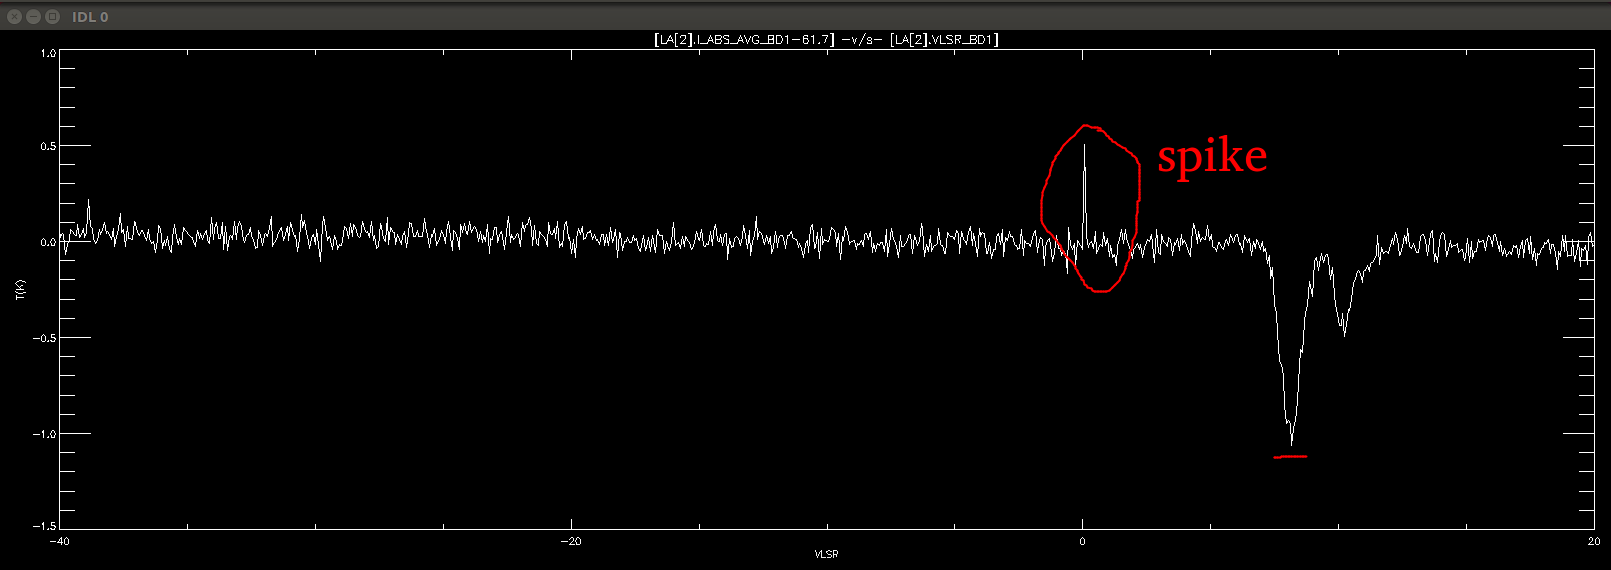 IDL 0
[LA[2].I_ABS_AVG_BD1-61.7] -v/s- [LA[2].VLSR_BD1]
1.0
0.5
spike
0.0
T(K)
-0.5
-1.0
-1.5
-40 -20 0 20
VLSR